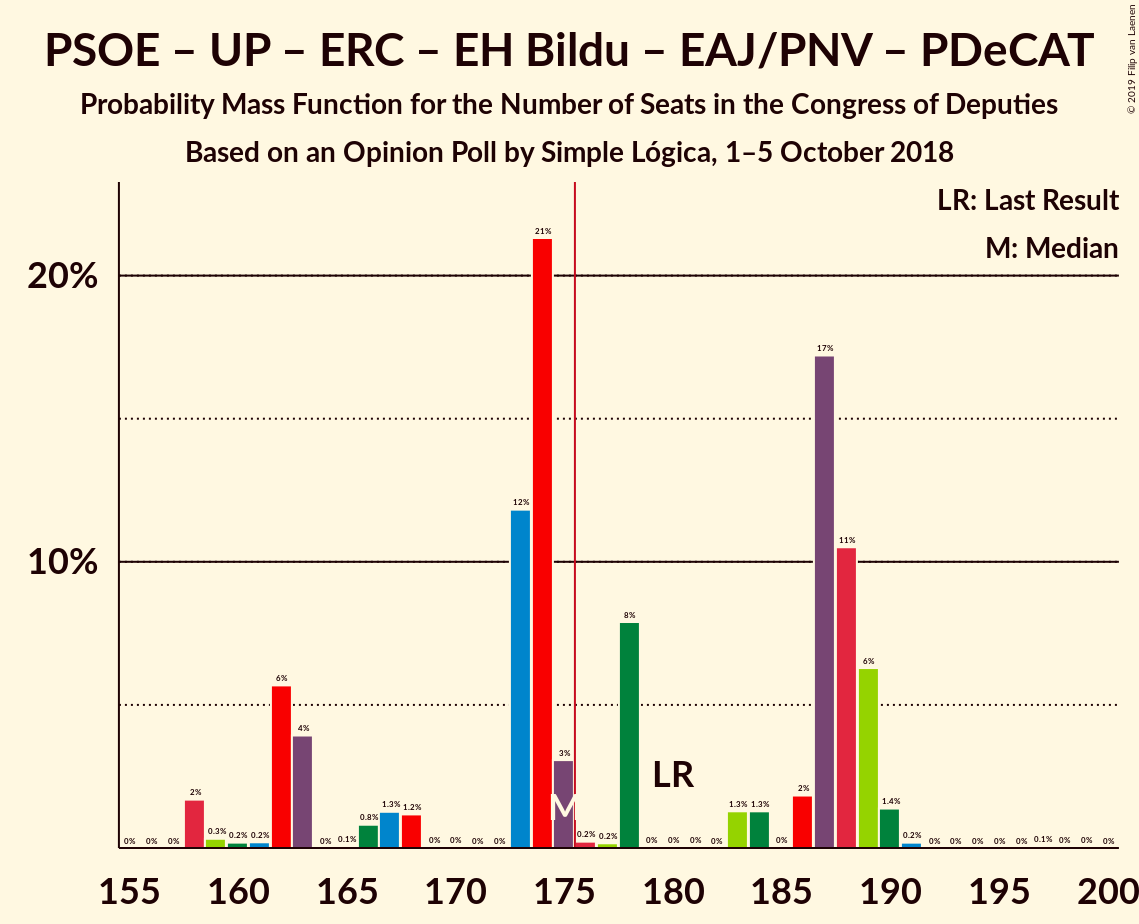 PSOE – UP – ERC – EH Bildu – EAJ/PNV – PDeCAT
Probability Mass Function for the Number of Seats in the Congress of Deputies
Based on an Opinion Poll by Simple Lógica, 1–5 October 2018
© 2019 Filip van Laenen
LR: Last Result
M: Median
20%
10%
0% 0% 0% 2% 0.3% 0.2% 0.2% 6% 4% 0% 0.1% 0.8% 1.3% 1.2% 0% 0% 0% 0% 12% 21% 3% 0.2% 0.2% 8% 0% 0% 0% 0% 1.3% 1.3% 0% 2% 17% 11% 6% 1.4% 0.2% 0% 0% 0% 0% 0% 0.1% 0% 0% 0%
LR
M
155 160 165 170 175 180 185 190 195 200